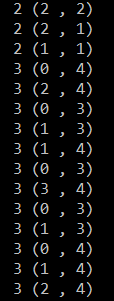 2 (2 , 2)
2 (2 , 1)
2 (1 , 1)
3 (0 , 4)
3 (2 , 4)
3 (0 , 3)
3 (1 , 3)
3 (1 , 4)
3 (0 , 3)
3 (3 , 4)
3 (0 , 3)
3 (1 , 3)
3 (0 , 4)
3 (1 , 4)
3 (2 , 4)